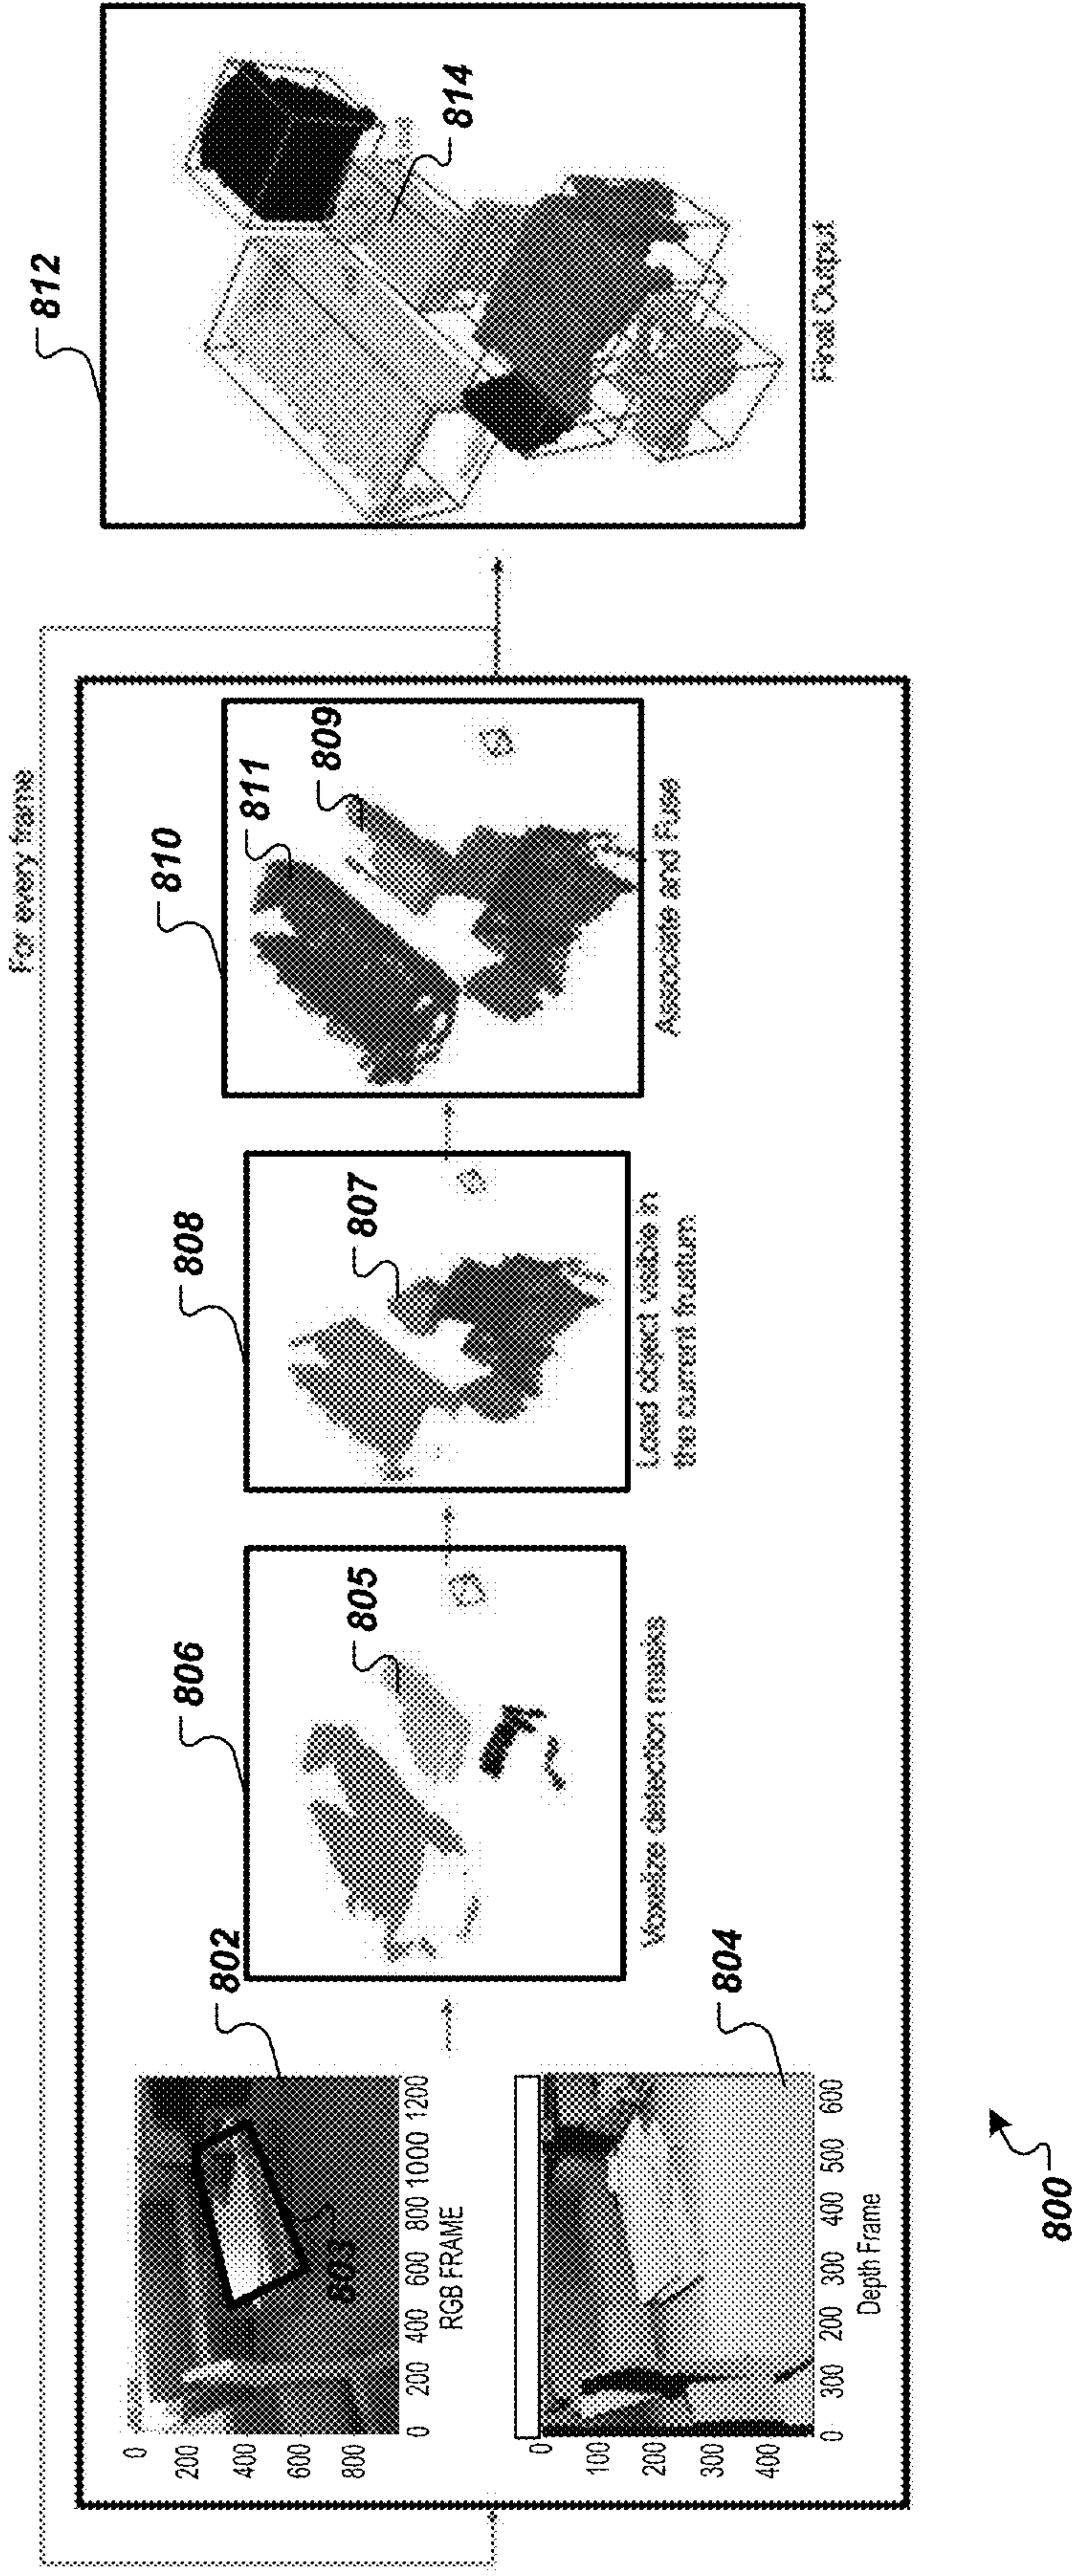 For every frame
802
0
200
400
600
800
0 200 400 600 800 1000 1200
RGB FRAME
803
804
0
100
200
300
400
0 300 200 300 400 500 600
Depth Frame
806
805
Voxelize detection masks
808
807
Load object visible in
the current frustum
810
811
809
Associate and Fuse
812
814
Final Output
800